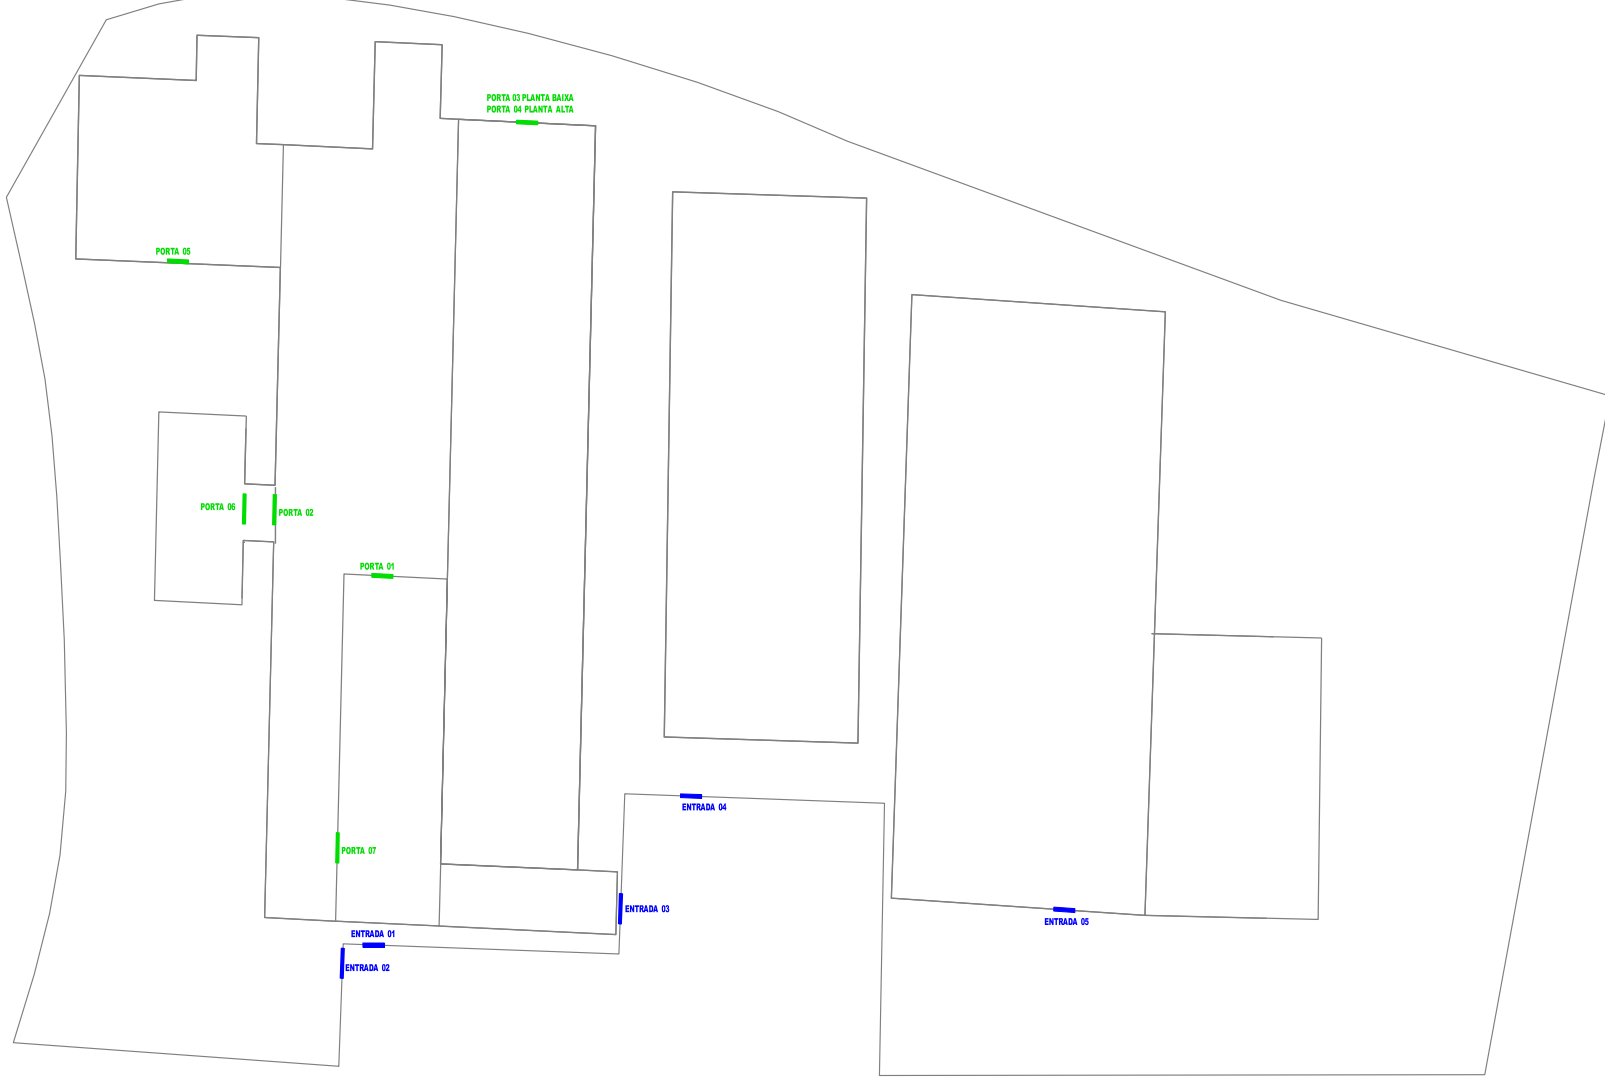 PORTA 03 PLANTA BAIXA
PORTA 04 PLANTA ALTA
PORTA 05
PORTA 06
PORTA 02
PORTA 01
ENTRADA 04
PORTA 07
ENTRADA 03
ENTRADA 05
ENTRADA 01
ENTRADA 02